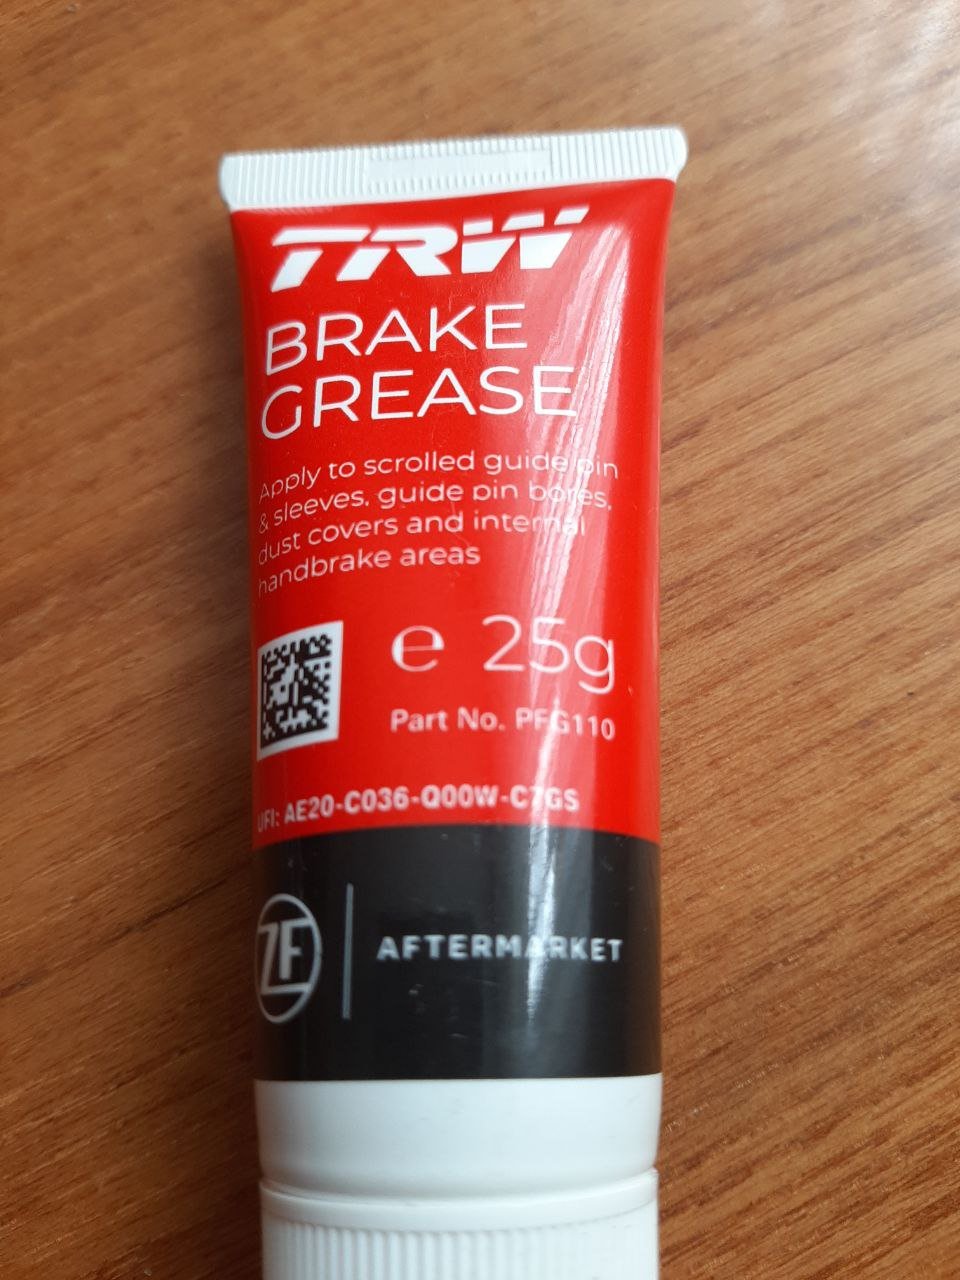 TRW
BRAKE
GREASE
Apply to scrolled guide pin
& sleeves, guide pin bores,
dust covers and internal
handbrake areas
e 25g
Part No. PFG110
UFI: AE20-C036-Q00W-C7GS
ZF AFTERMARKET